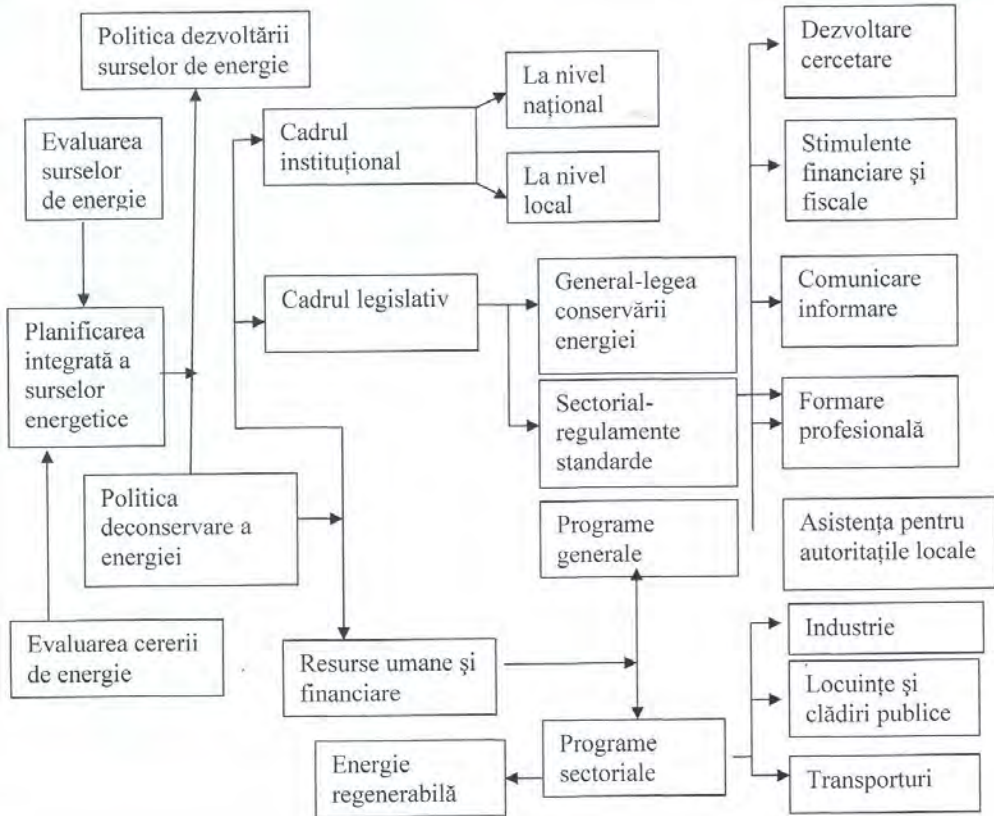 Politica dezvoltării
surselor de energie
Dezvoltare
cercetare
La nivel
național
Cadrul
instituțional
Evaluarea
surselor
de energie
Stimulente
financiare și
fiscale
La nivel
local
Cadrul legislativ
General-legea
conservării
energiei
Comunicare
informare
Planificarea
integrată a
surselor
energetice
Sectorial-
regulamente
standarde
Formare
profesională
Politica
deconservare a
energiei
Programe
generale
Asistența pentru
autoritațile locale
Evaluarea cererii
de energie
Resurse umane și
financiare
Industrie
Locuințe și
clădiri publice
Programe
sectoriale
Energie
regenerabilă
Transporturi